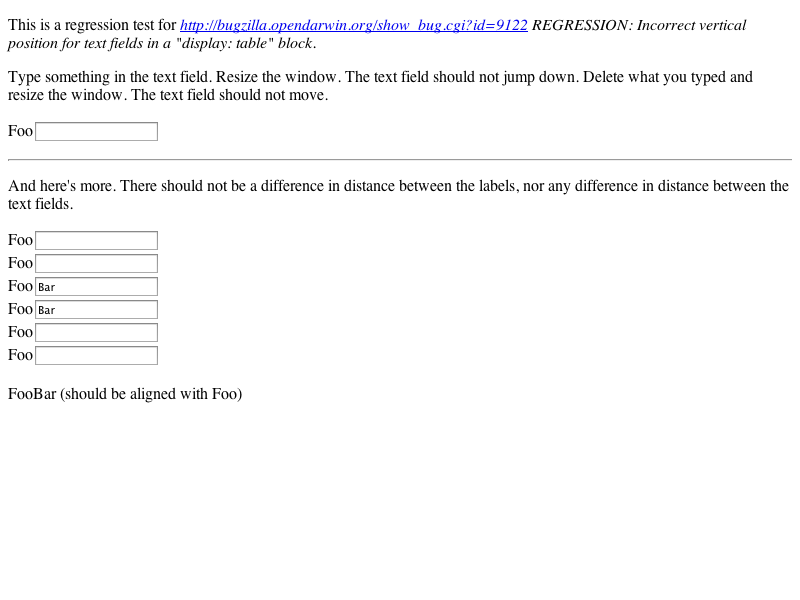 This is a regression test for http://bugzilla.opendarwin.org/show_bug.cgi?id=9122 REGRESSION: Incorrect vertical
position for text fields in a "display: table" block.
Type something in the text field. Resize the window. The text field should not jump down. Delete what you typed and
resize the window. The text field should not move.
Foo
And here's more. There should not be a difference in distance between the labels, nor any difference in distance between the
text fields.
Foo
Foo
Foo Bar
Foo Bar
Foo
Foo
FooBar (should be aligned with Foo)